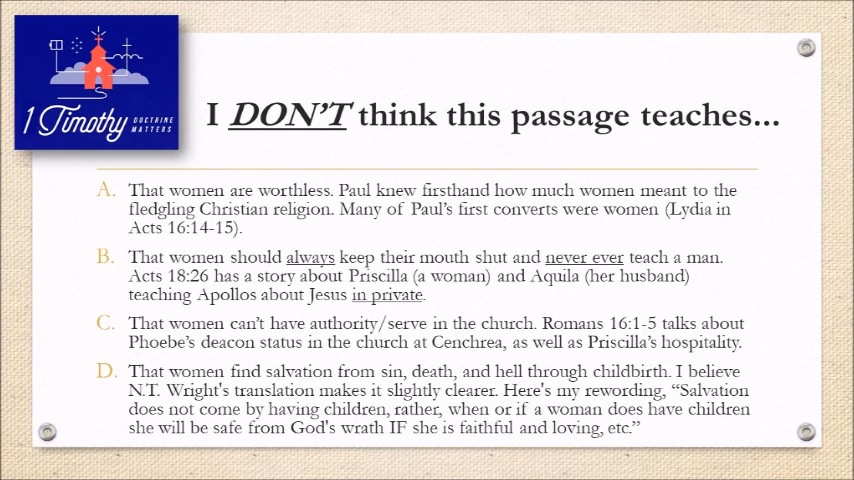 1 Timothy DOCTRINE
MATTERS
I DON'T think this passage teaches...
A. That women are worthless. Paul knew firsthand how much women meant to the
fledgling Christian religion. Many of Paul's first converts were women (Lydia in
Acts 16:14-15).
B. That women should always keep their mouth shut and never ever teach a man.
Acts 18:26 has a story about Priscilla (a woman) and Aquila (her husband)
teaching Apollos about Jesus in private.
C. That women can't have authority/serve in the church. Romans 16:1-5 talks about
Phoebe's deacon status in the church at Cenchrea, as well as Priscilla's hospitality.
D. That women find salvation from sin, death, and hell through childbirth. I believe
N.T. Wright's translation makes it slightly clearer. Here's my rewording, “Salvation
does not come by having children, rather, when or if a woman does have children
she will be safe from God's wrath IF she is faithful and loving, etc.”